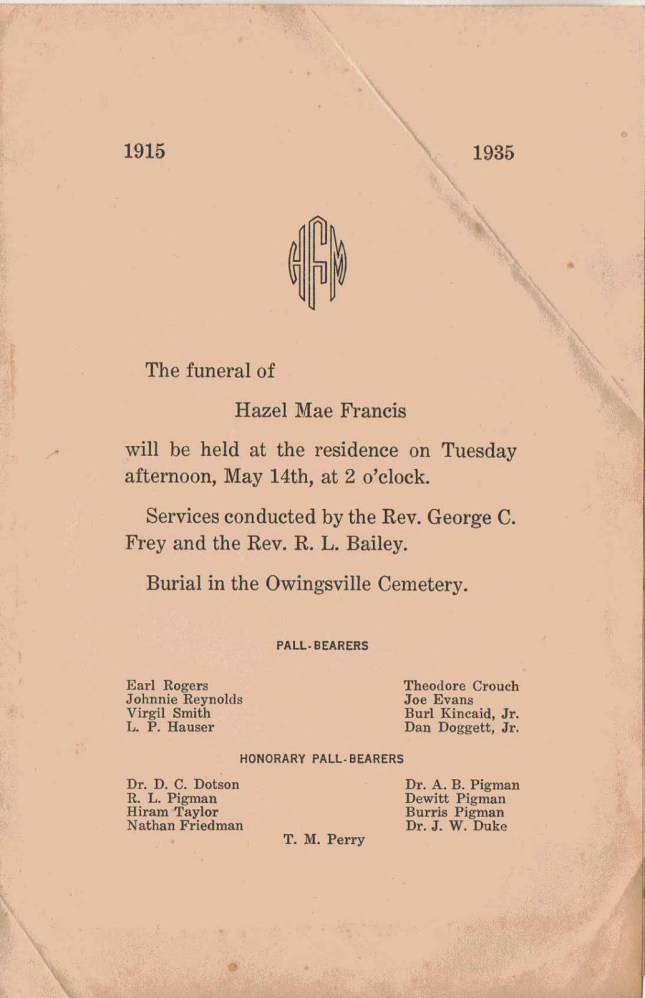 1915 1935
HFM
The funeral of
Hazel Mae Francis
will be held at the residence on Tuesday
afternoon, May 14th, at 2 o'clock.
Services conducted by the Rev. George C.
Frey and the Rev. R. L. Bailey.
Burial in the Owingsville Cemetery.
PALL-BEARERS
Earl Rogers Theodore Crouch
Johnnie Reynolds Joe Evans
Virgil Smith Burl Kincaid, Jr.
L. P. Hauser Dan Doggett, Jr.
HONORARY PALL-BEARERS
Dr. D. C. Dotson Dr. A. B. Pigman
R. L. Pigman Dewitt Pigman
Hiram Taylor Burris Pigman
Nathan Friedman Dr. J. W. Duke
T. M. Perry